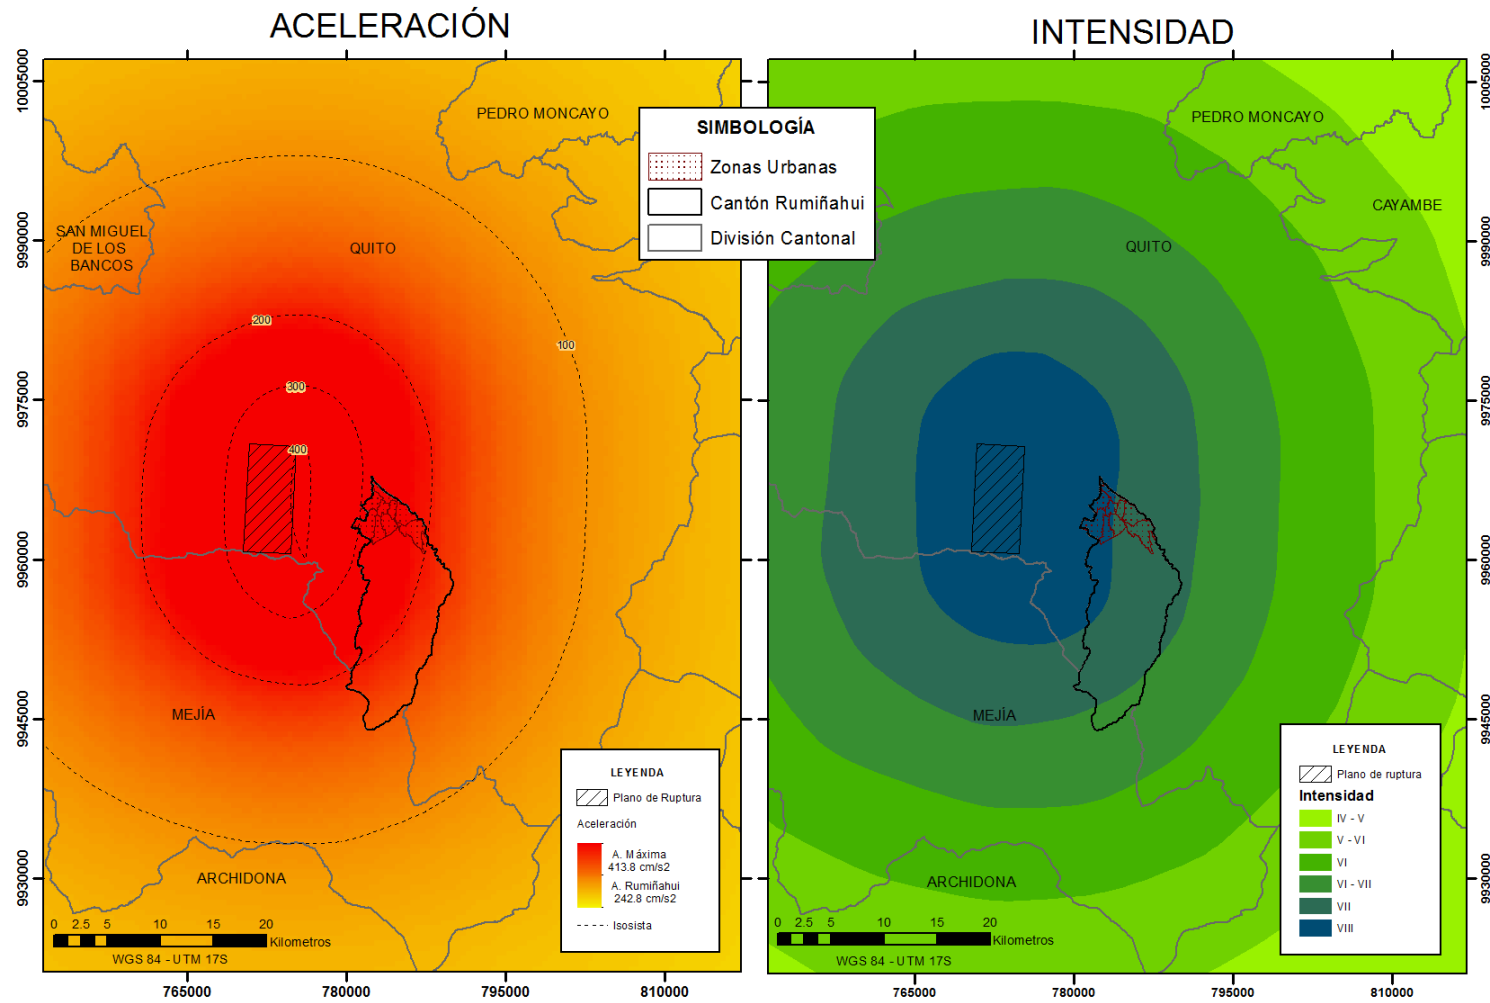 ACELERACIÓN
INTENSIDAD
10005000
9990000
9975000
9960000
9945000
9930000
PEDRO MONCAYO
SAN MIGUEL
DE LOS
BANCOS
QUITO
200
100
300
400
MEJÍA
ARCHIDONA
SIMBOLOGÍA
Zonas Urbanas
Cantón Rumiñahui
División Cantonal
LEYENDA
Plano de Ruptura
Aceleración
A. Máxima
413.8 cm/s2
A. Rumiñahui
242.8 cm/s2
Isosista
0 2.5 5 10 15 20
Kilometros
WGS 84 - UTM 17S
765000 780000 795000 810000
PEDRO MONCAYO
CAYAMBE
QUITO
MEJÍA
ARCHIDONA
LEYENDA
Plano de ruptura
Intensidad
IV - V
V - VI
VI
VI - VII
VII
VIII
0 2.5 5 10 15 20
Kilometros
WGS 84 - UTM 17S
10005000
9990000
9975000
9960000
9945000
9930000
765000 780000 795000 810000